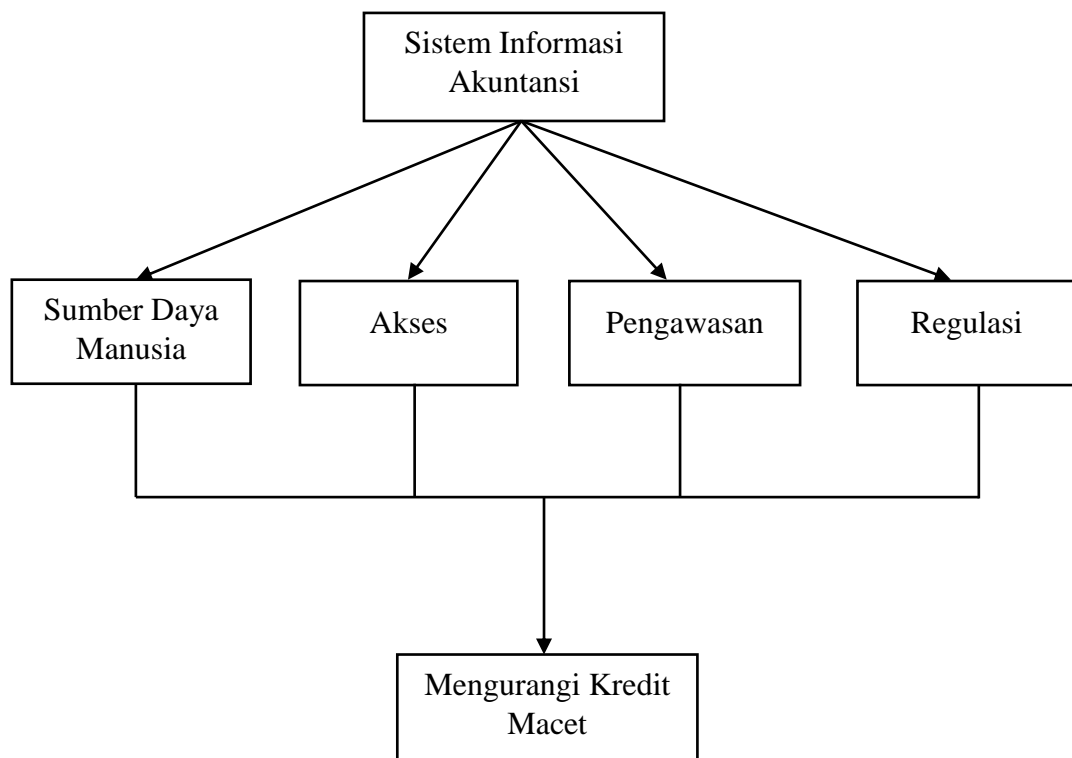 Sistem Informasi
Akuntansi
Sumber Daya
Manusia
Akses
Pengawasan
Regulasi
Mengurangi Kredit
Macet